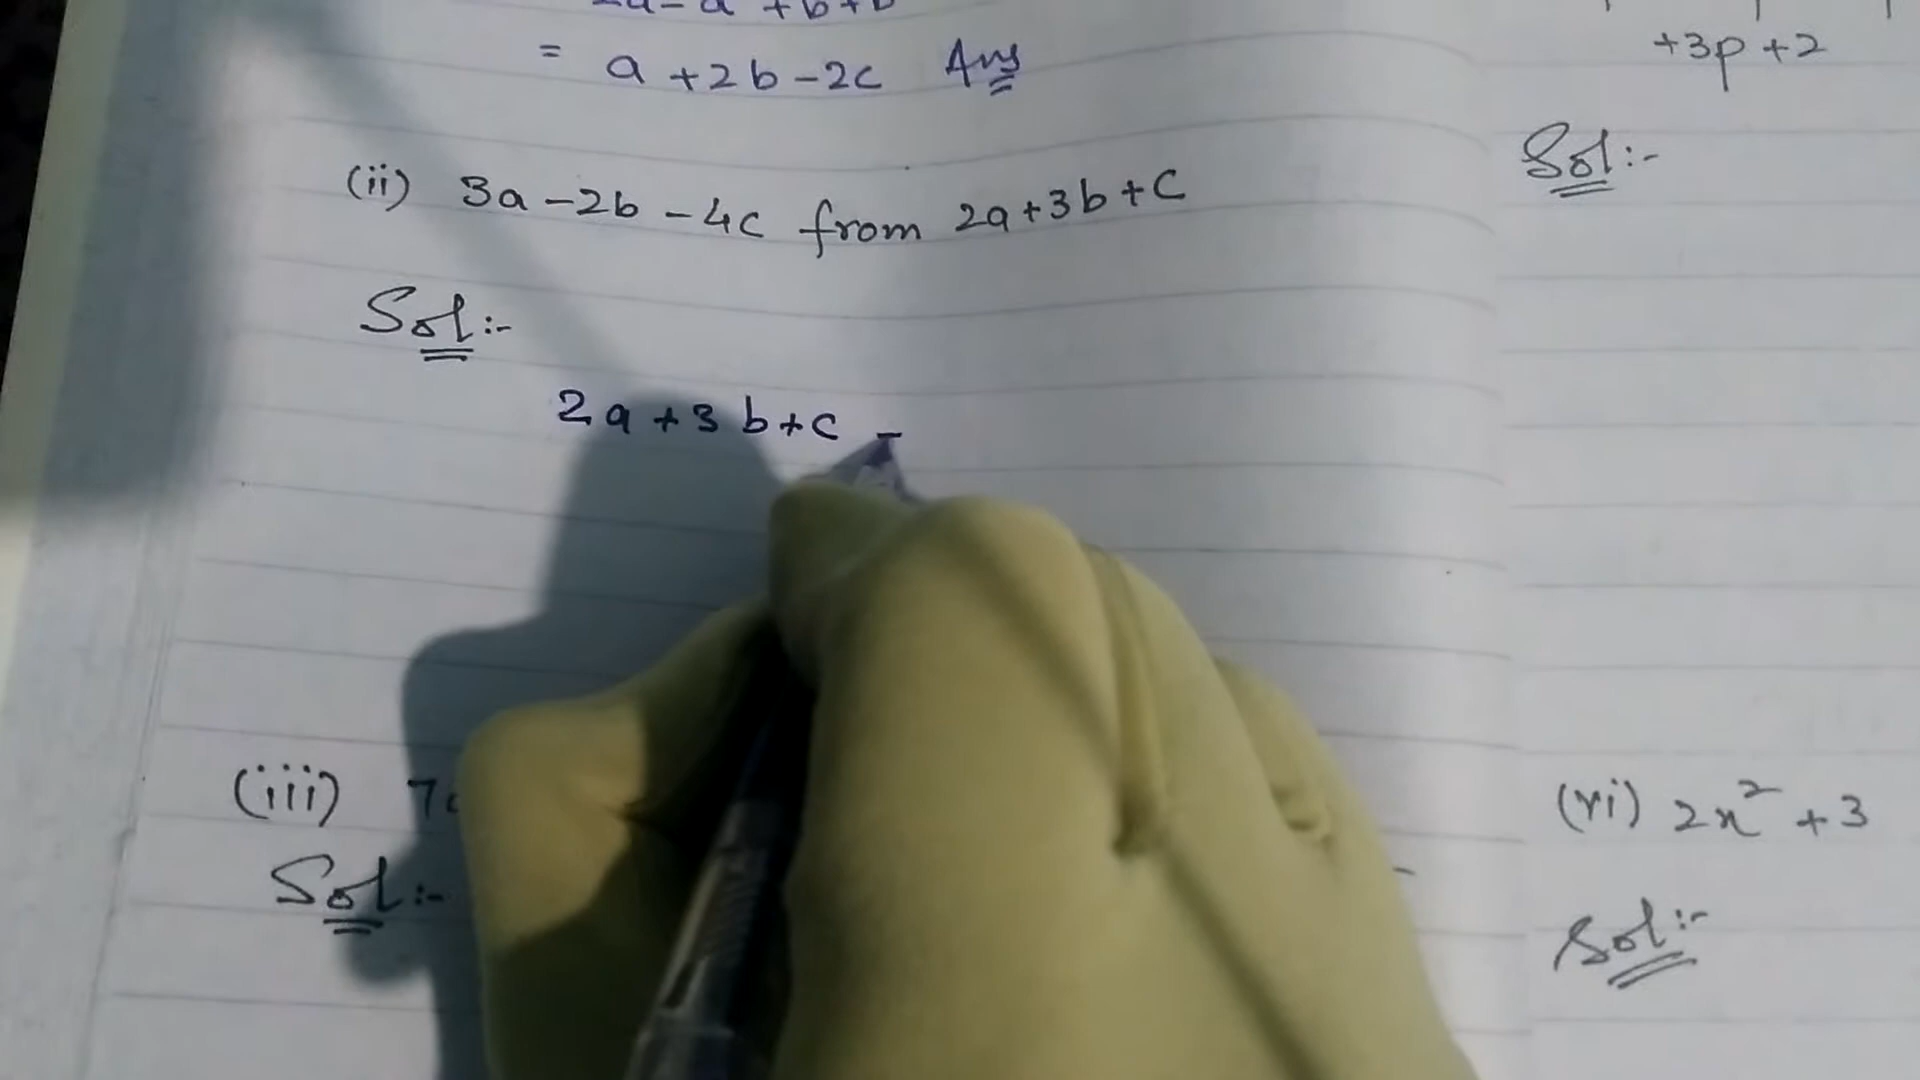 = a + 2b - 2c Ans
(ii) 3a - 2b - 4c from 2a + 3b + c
Sol:-
2a + 3b + c -
(iii)
Sol:-
+3p + 2
Sol:-
(vi) 2x² + 3
Sol:-